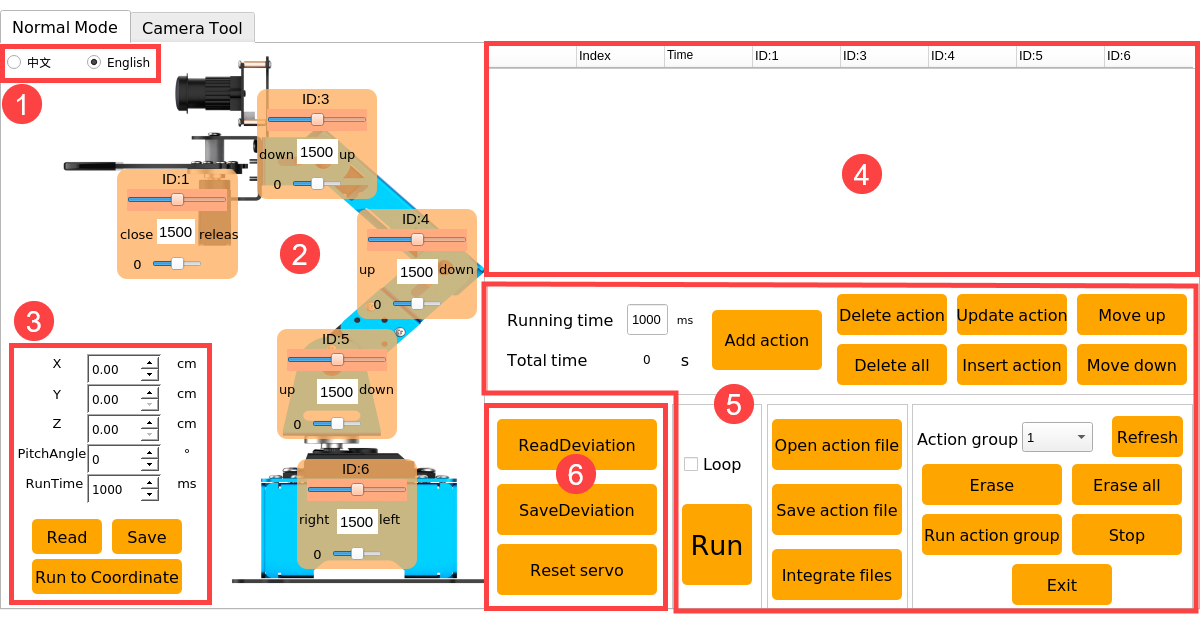 Normal Mode
Camera Tool
中文
English
1
Index
Time
ID:1
ID:3
ID:4
ID:5
ID:6
4
ID:3
down
1500
up
0
ID:1
close
1500
releas
0
2
ID:4
up
1500
down
0
ID:5
up
1500
down
0
ID:6
right
1500
left
0
3
X
0.00
cm
Y
0.00
cm
Z
0.00
cm
PitchAngle
0
°
RunTime
1000
ms
Read
Save
Run to Coordinate
Running time
1000
ms
Total time
0
s
Add action
Delete action
Update action
Move up
Delete all
Insert action
Move down
5
ReadDeviation
6
SaveDeviation
Reset servo
Loop
Run
Open action file
Save action file
Integrate files
Action group
1
Refresh
Erase
Erase all
Run action group
Stop
Exit